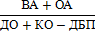 ВА + ОА
ДО + КО − ДБП